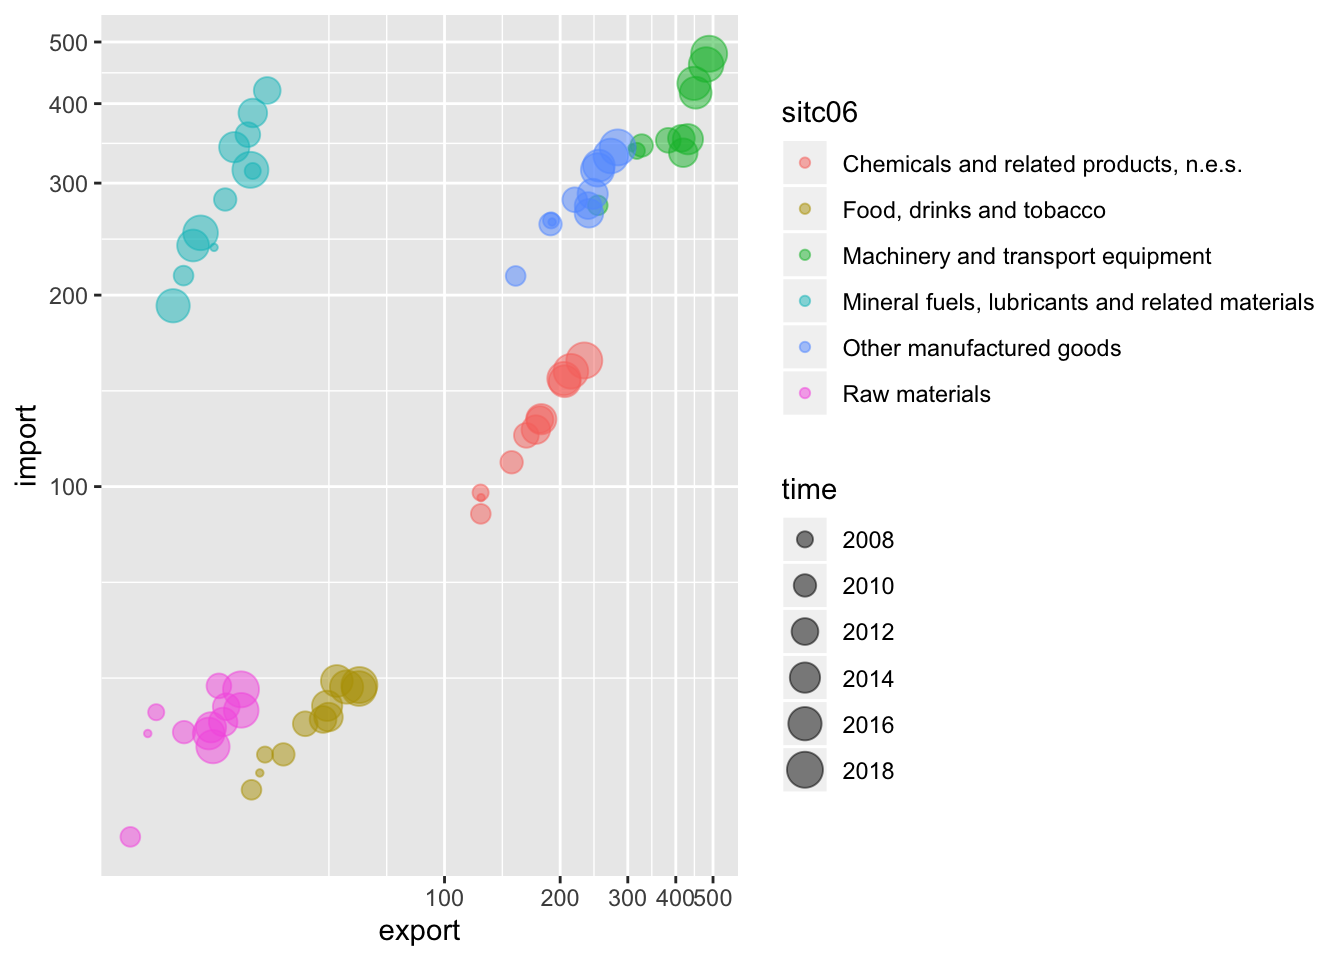 500
400
300
200
100
import
100
200
300
400
500
export
sitc06
Chemicals and related products, n.e.s.
Food, drinks and tobacco
Machinery and transport equipment
Mineral fuels, lubricants and related materials
Other manufactured goods
Raw materials
time
2008
2010
2012
2014
2016
2018